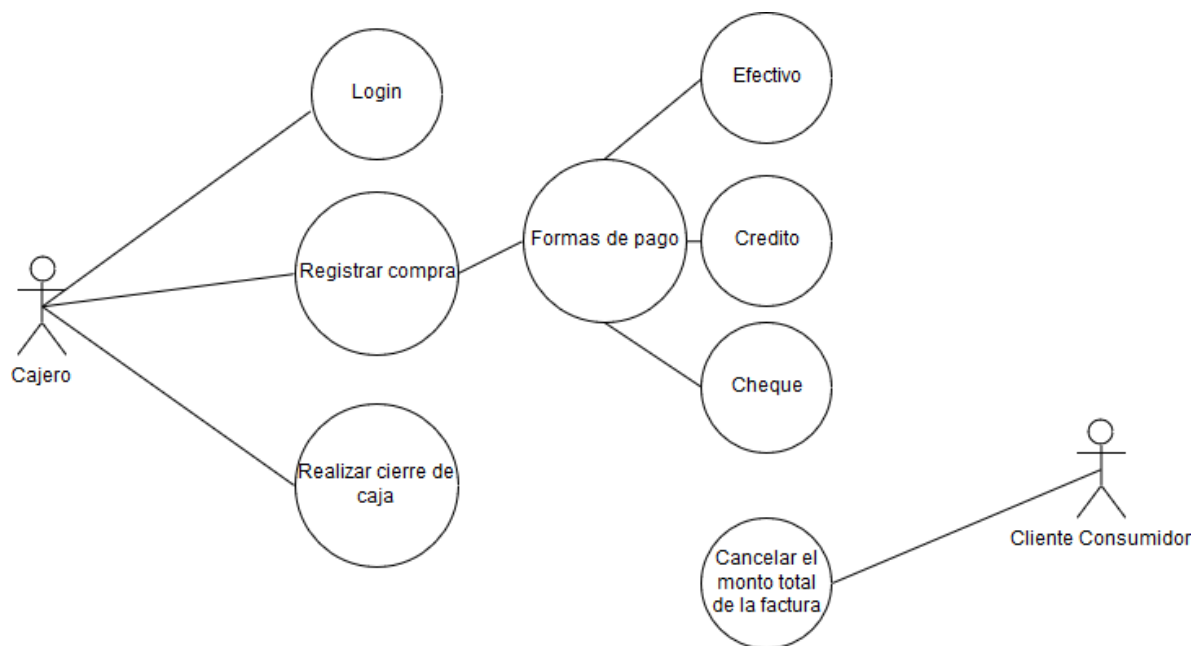 Efectivo
Login
Formas de pago
Credito
Registrar compra
Cajero
Cheque
Realizar cierre de
caja
Cliente Consumidor
Cancelar el
monto total
de la factura